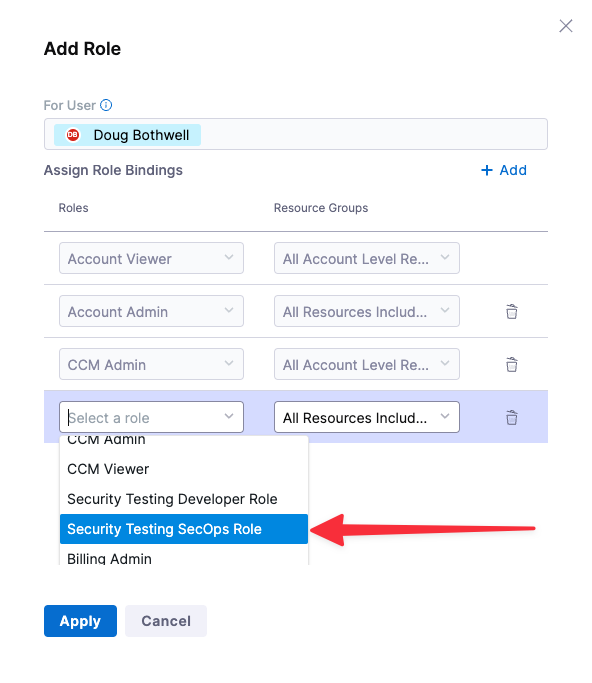 Add Role
For User
DB Doug Bothwell
Assign Role Bindings + Add
Roles Resource Groups
Account Viewer All Account Level Re...
Account Admin All Resources Includ...
CCM Admin All Account Level Re...
Select a role All Resources Includ...
CCM Admin
CCM Viewer
Security Testing Developer Role
Security Testing SecOps Role
Billing Admin
Apply Cancel